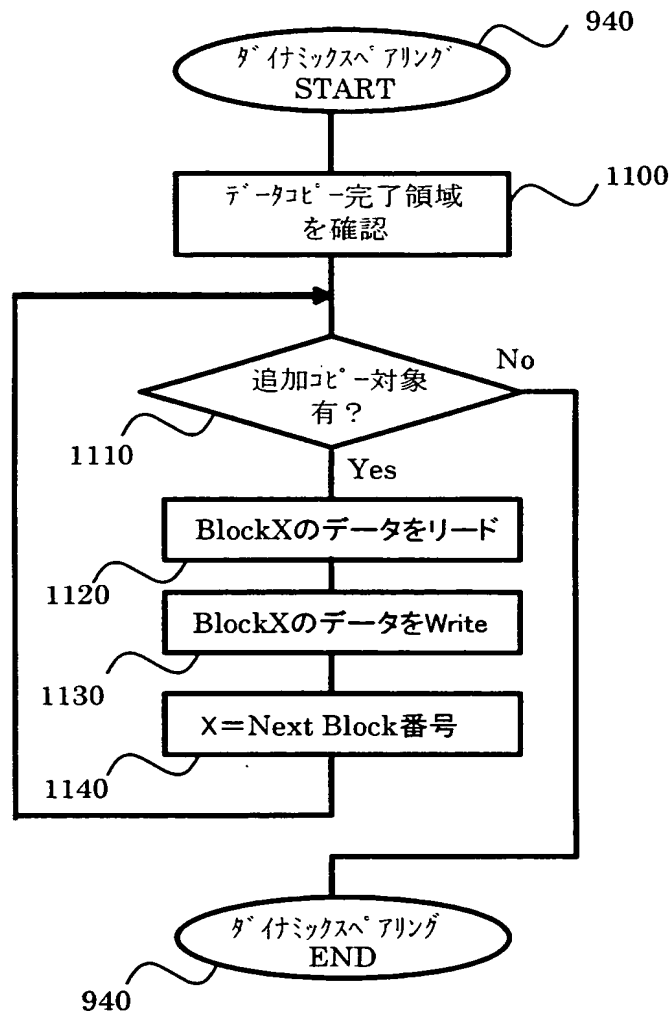 940
ﾀﾞｲﾅﾐｯｸｽﾍﾟｱﾘﾝｸﾞ
START
1100
ﾃﾞｰﾀｺﾋﾟｰ完了領域
を確認
No
追加ｺﾋﾟｰ対象
有？
1110
Yes
BlockXのデータをリード
1120
BlockXのデータをWrite
1130
X＝Next Block番号
1140
ﾀﾞｲﾅﾐｯｸｽﾍﾟｱﾘﾝｸﾞ
END
940